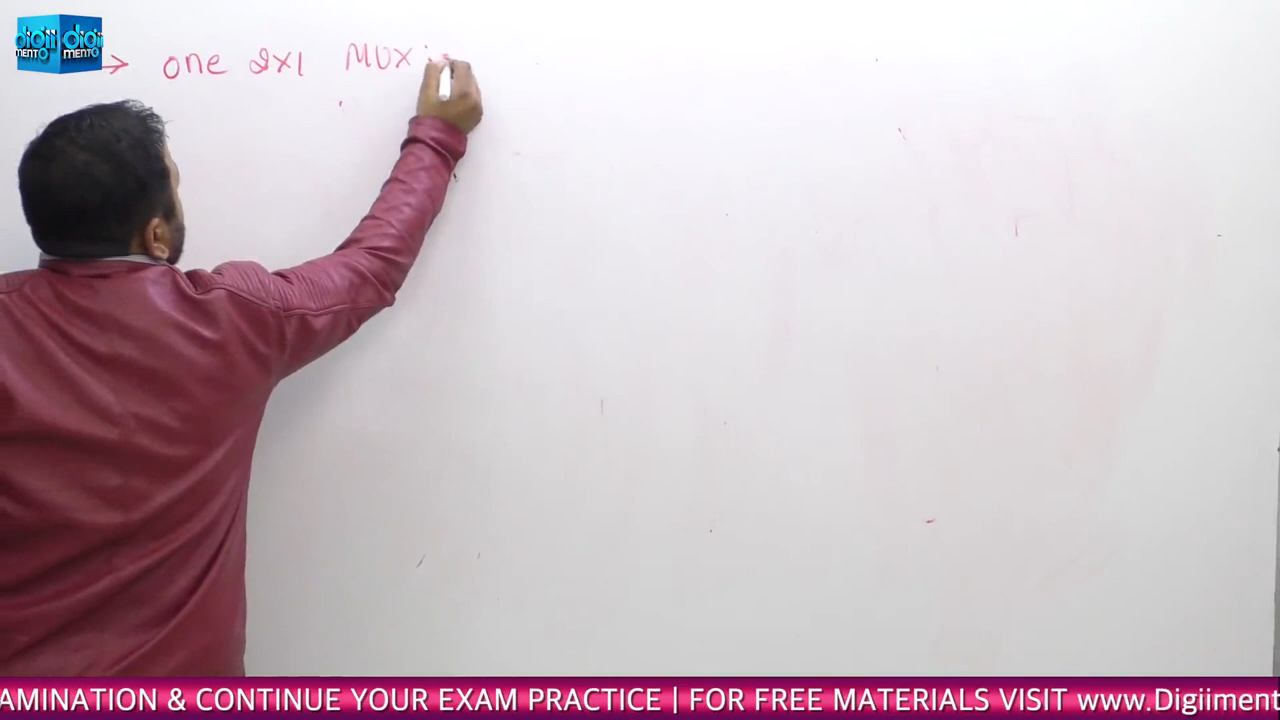 digii digii
MENTO MENTO
→ one 2x1 MUX
AMINATION & CONTINUE YOUR EXAM PRACTICE | FOR FREE MATERIALS VISIT www.Digiiment